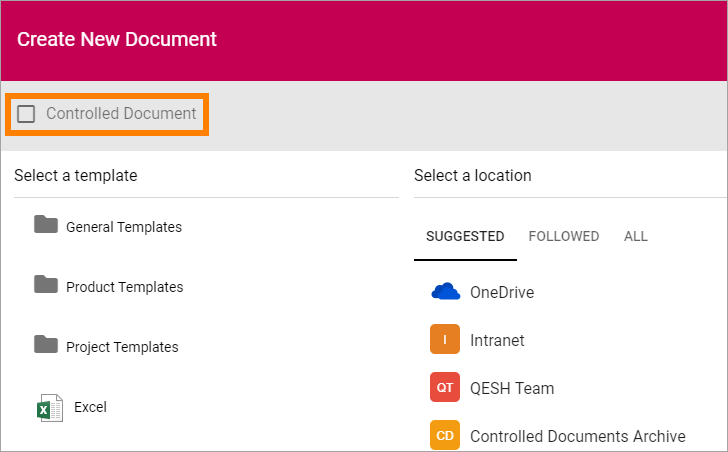 Create New Document
Controlled Document
Select a template
General Templates
Product Templates
Project Templates
X
Excel
Select a location
SUGGESTED FOLLOWED ALL
OneDrive
I Intranet
QT QESH Team
CD Controlled Documents Archive